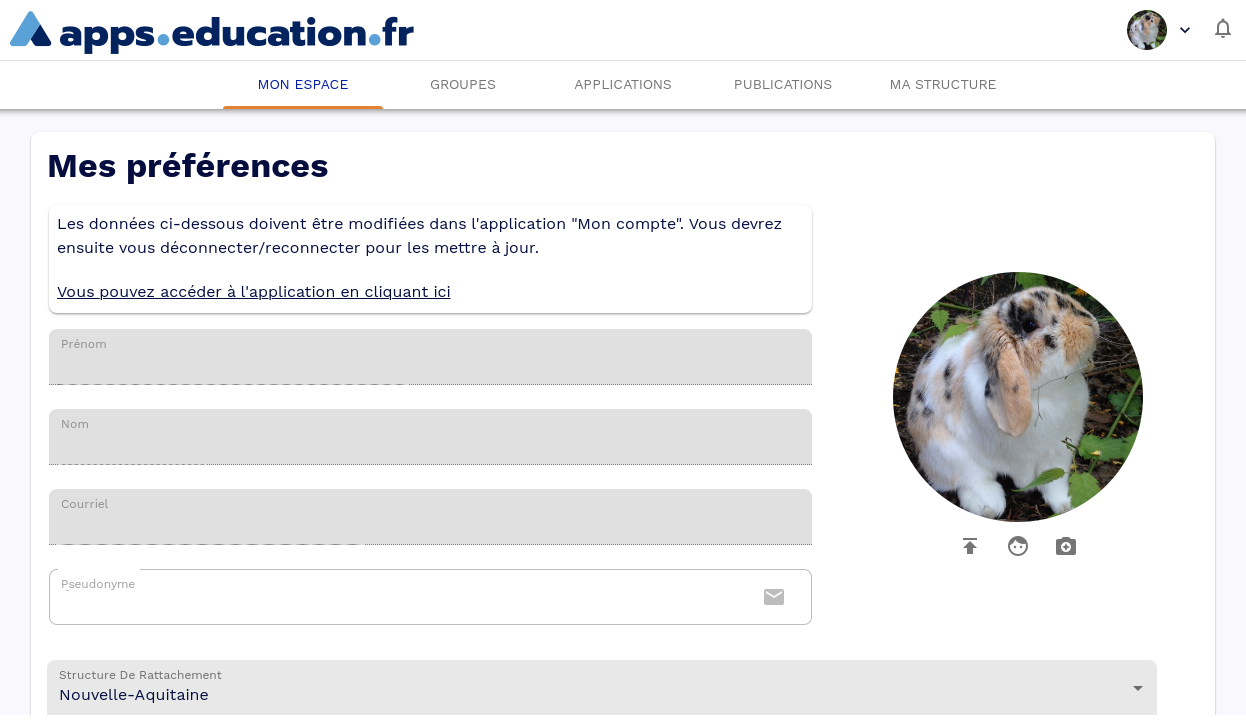 apps.education.fr
MON ESPACE
GROUPES
APPLICATIONS
PUBLICATIONS
MA STRUCTURE
Mes préférences
Les données ci-dessous doivent être modifiées dans l'application "Mon compte". Vous devrez
ensuite vous déconnecter/reconnecter pour les mettre à jour.
Vous pouvez accéder à l'application en cliquant ici
Prénom
Nom
Courriel
Pseudonyme
Structure De Rattachement
Nouvelle-Aquitaine